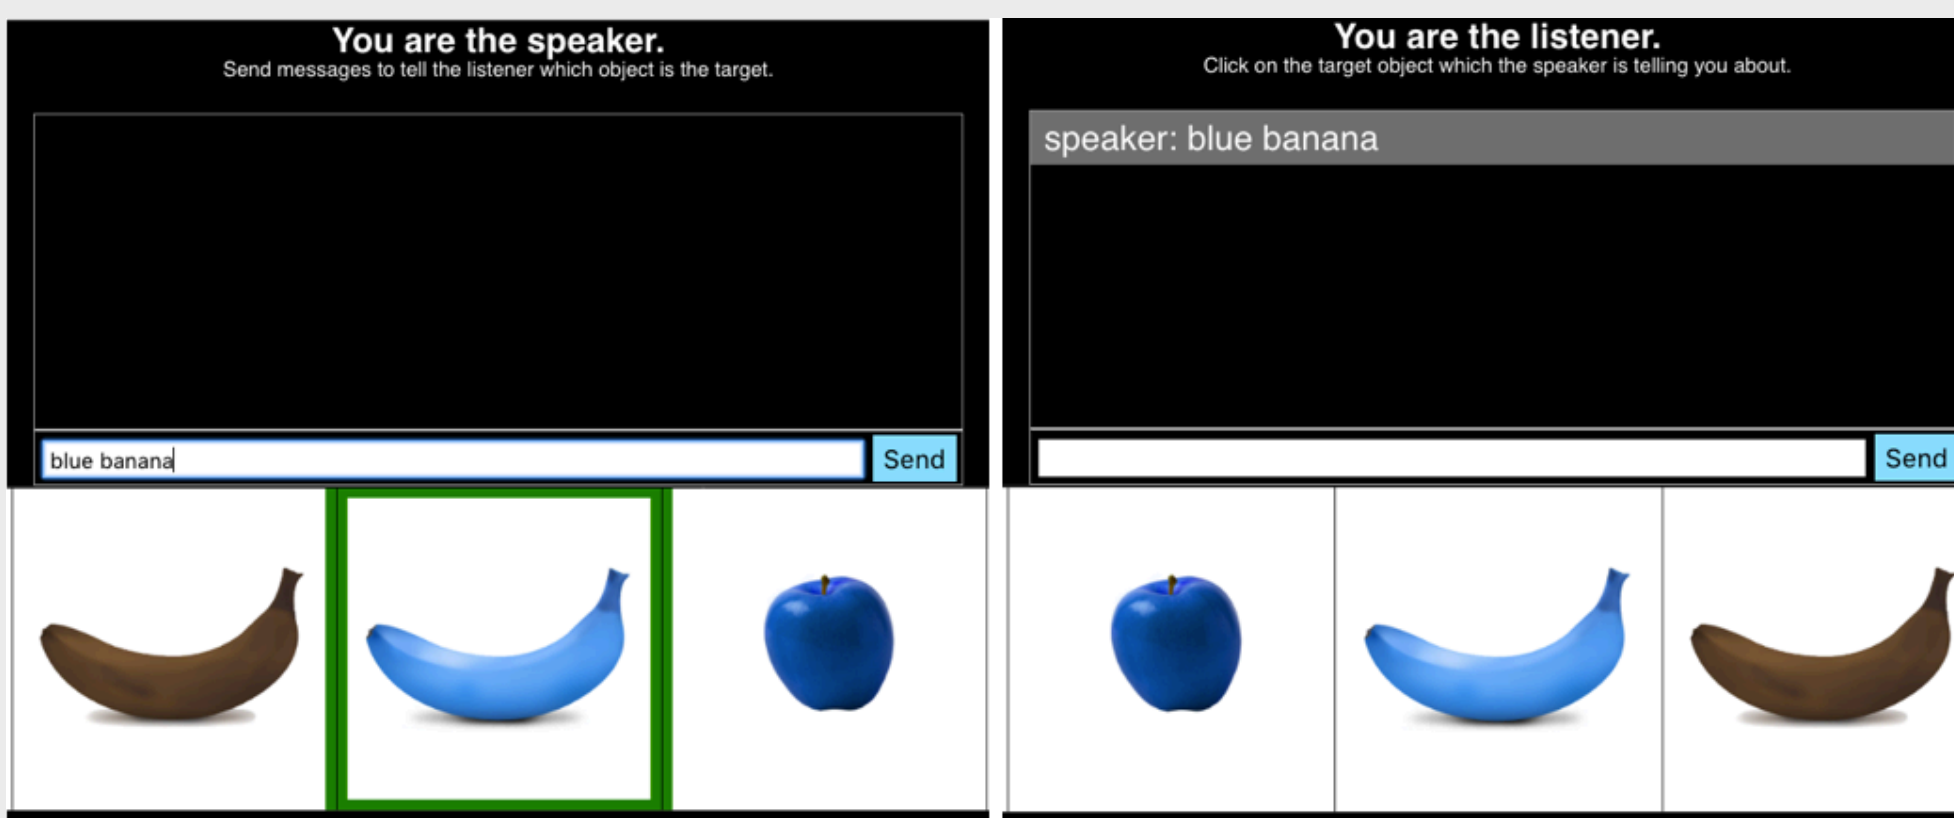 You are the speaker.
Send messages to tell the listener which object is the target.
blue banana
Send
You are the listener.
Click on the target object which the speaker is telling you about.
speaker: blue banana
Send